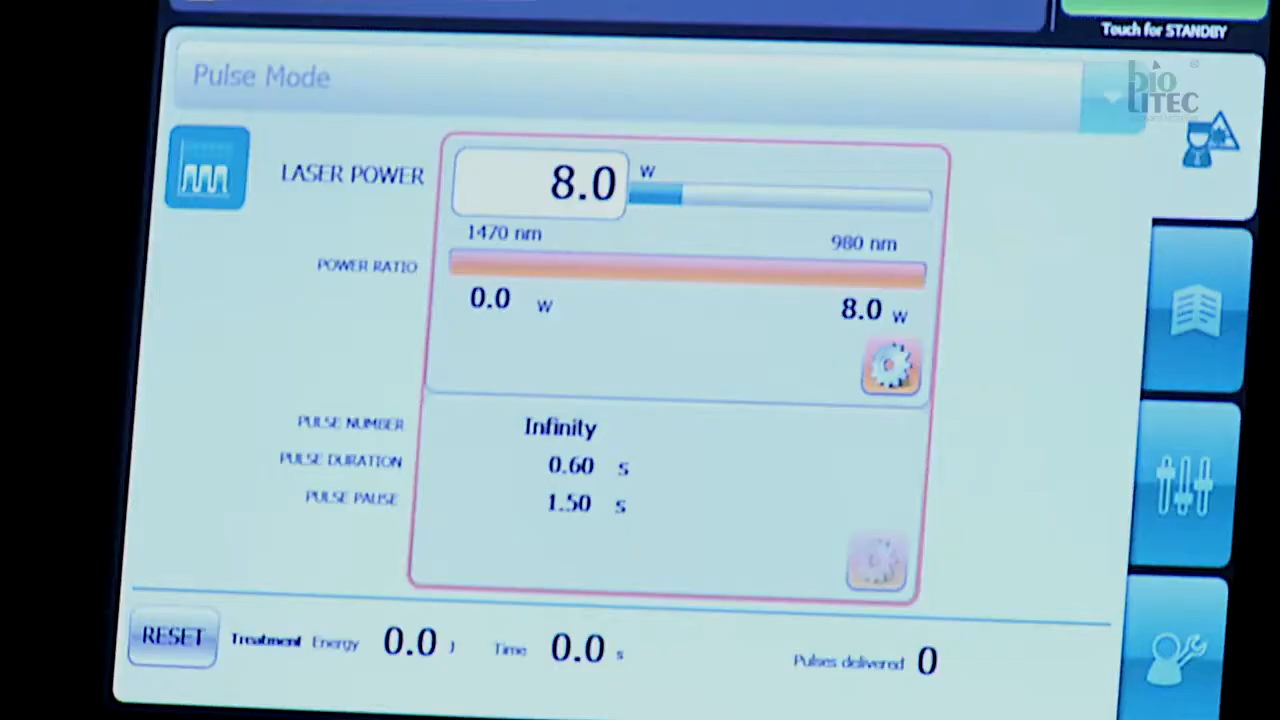 Touch for STANDBY
Pulse Mode
bio
LITEC
LASER POWER
8.0 W
1470 nm 980 nm
POWER RATIO
0.0 W 8.0 W
PULSE NUMBER Infinity
PULSE DURATION 0.60 s
PULSE PAUSE 1.50 s
RESET Treatment Energy 0.0 J Time 0.0 s Pulses delivered 0